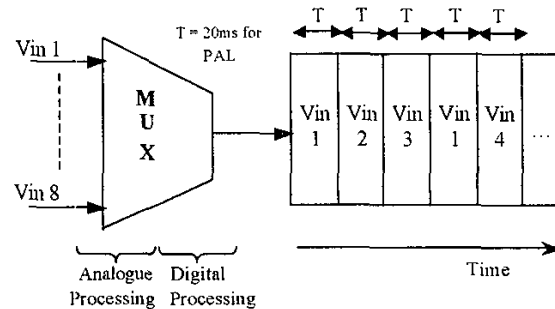 Vin 1
Vin 8
MUX
T = 20ms for
PAL
T T T T T
Vin 1
Vin 2
Vin 3
Vin 1
Vin 4
...
Time
Analogue
Processing
Digital
Processing